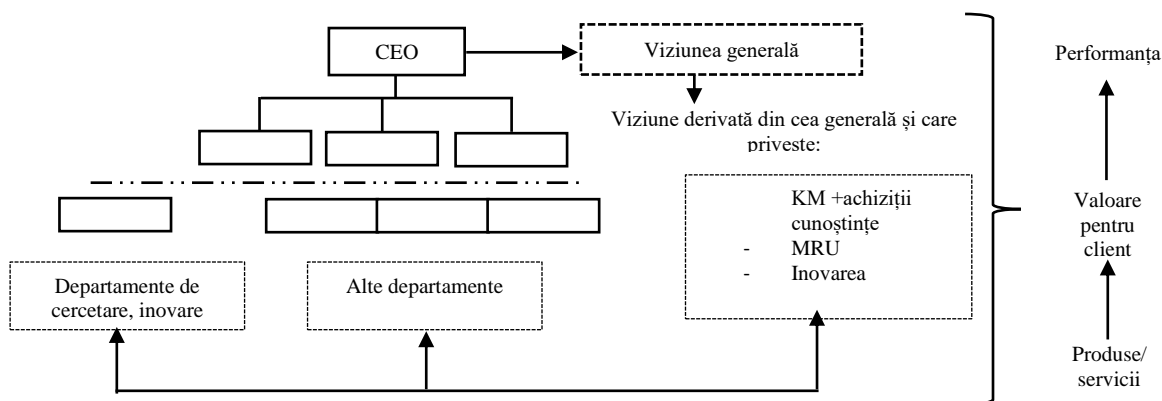 CEO
Viziunea generală
Viziune derivată din cea generală și care
priveste:
KM +achiziții
cunoștințe
- MRU
- Inovarea
Departamente de
cercetare, inovare
Alte departamente
Performanța
Valoare
pentru
client
Produse/
servicii